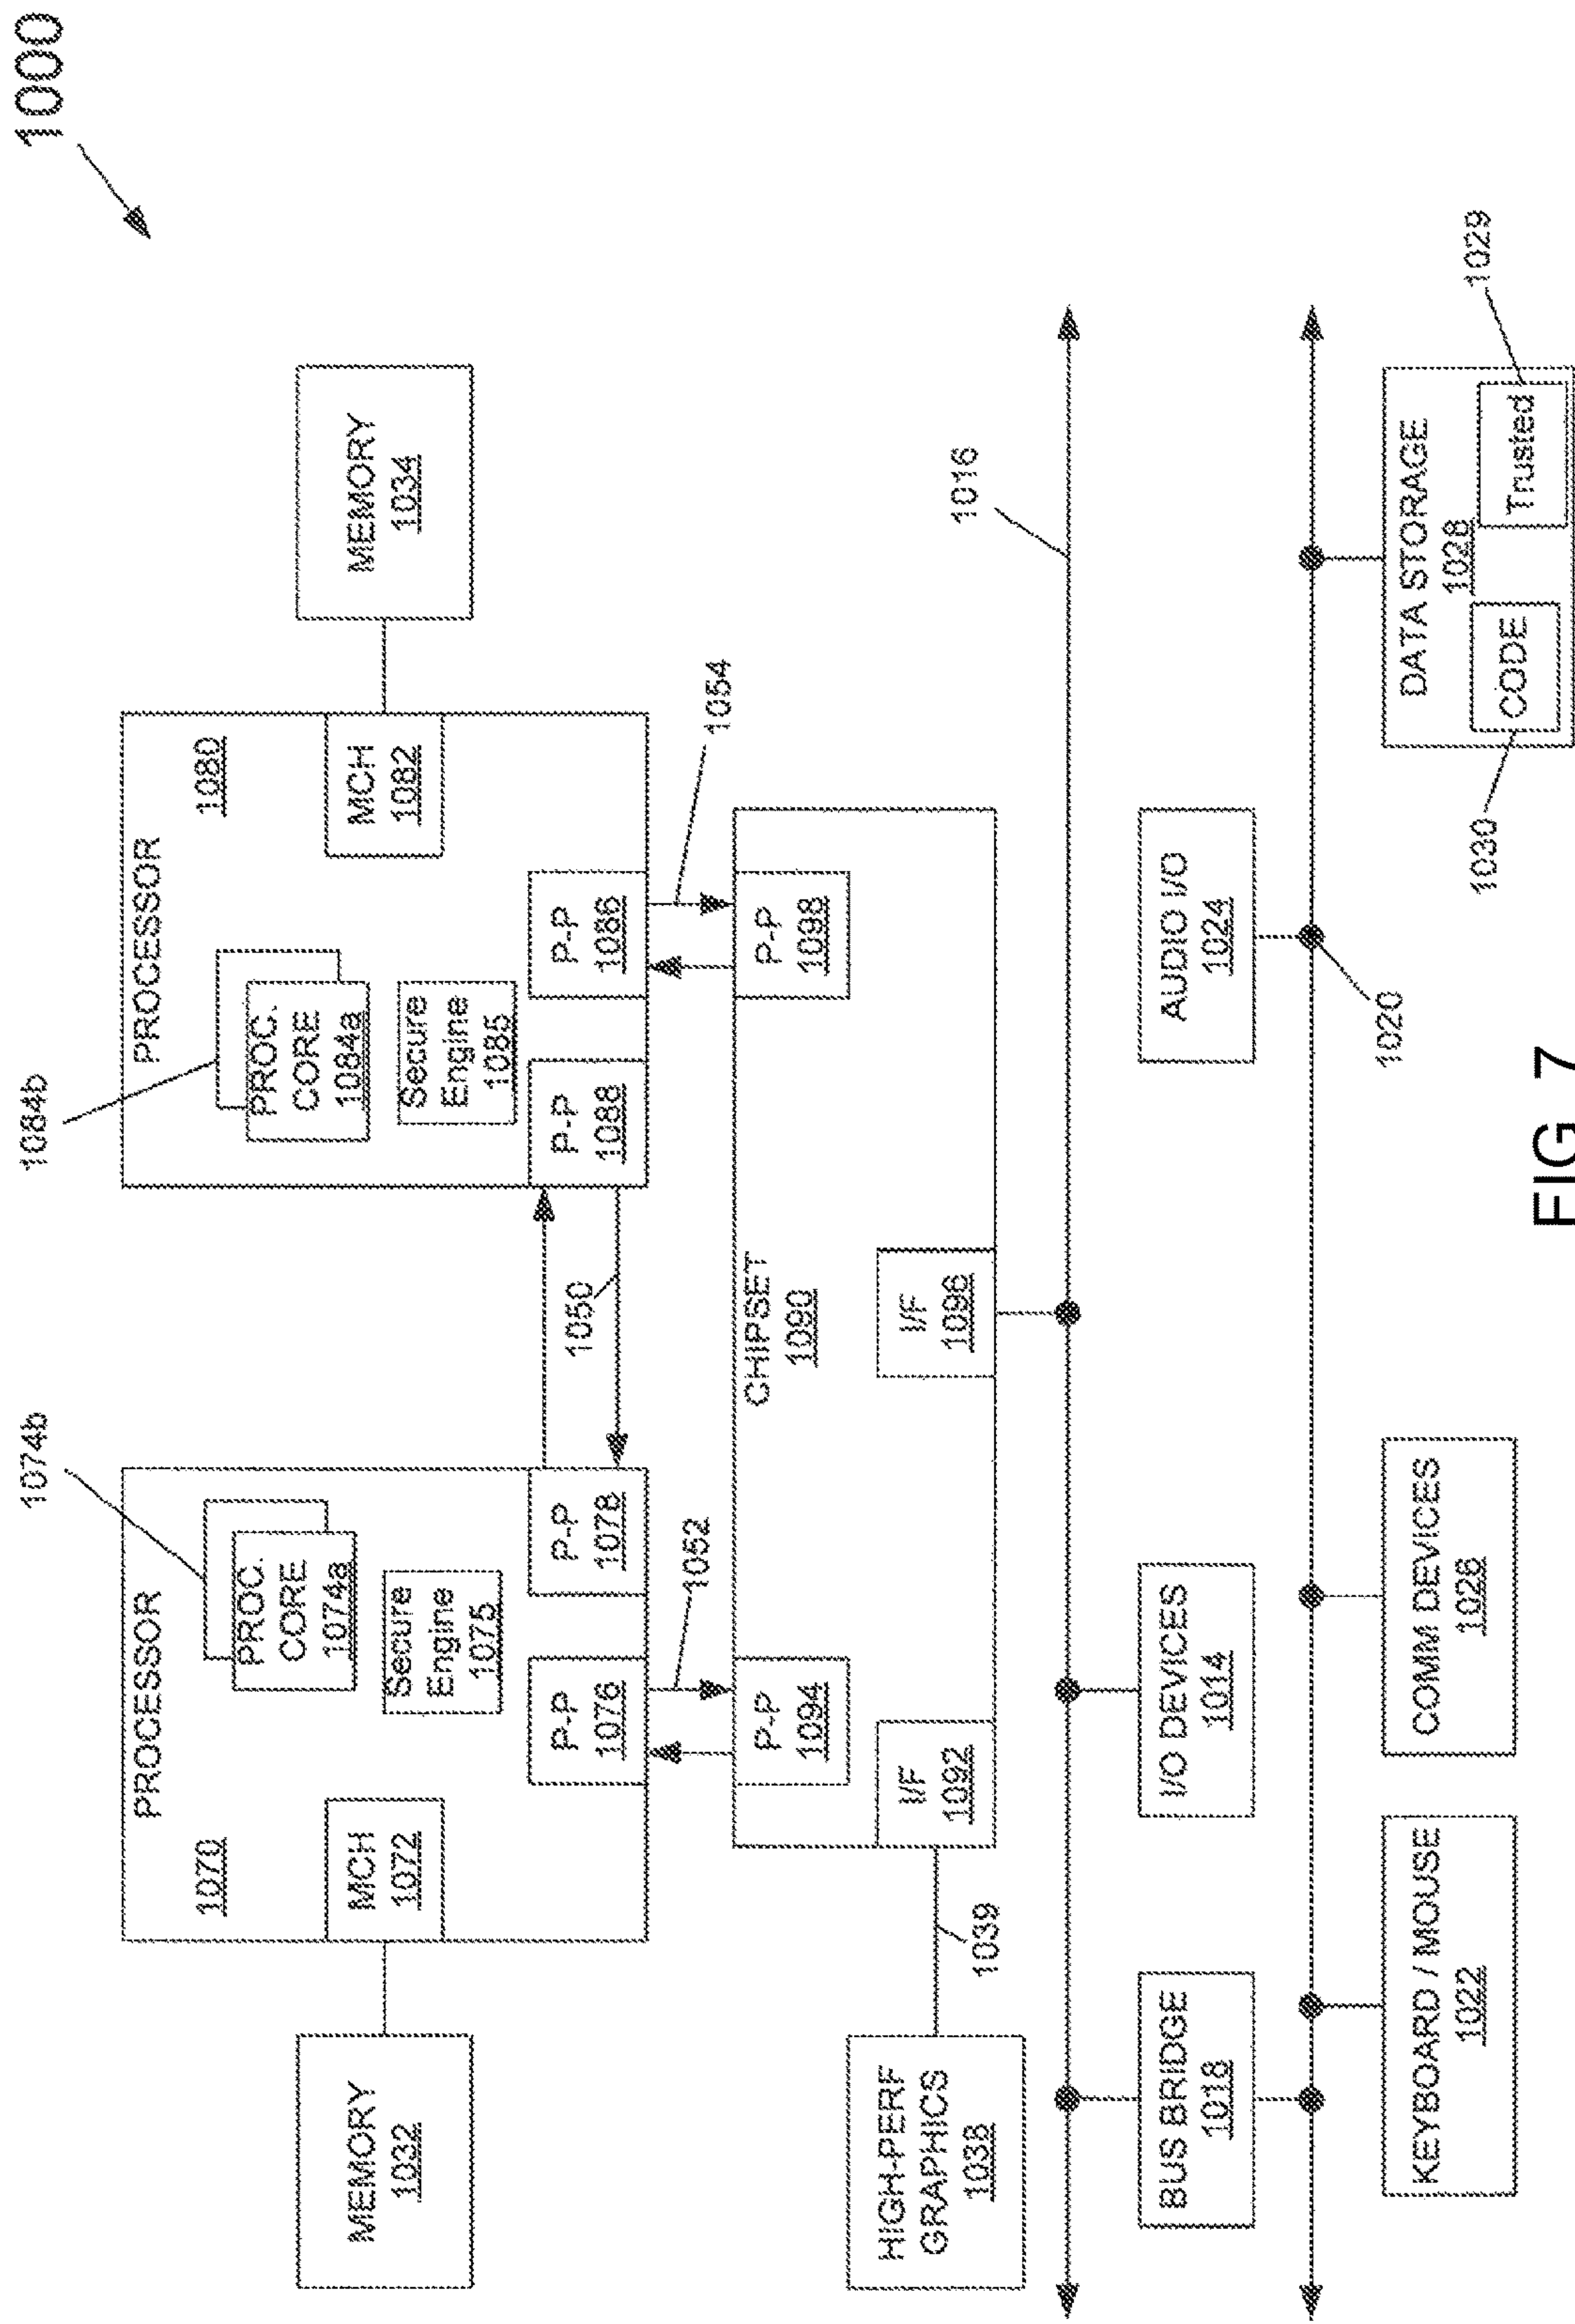 1000
1074b
1084b
PROCESSOR
1070
PROC.
CORE
1074a
Secure
Engine
1075
MCH
1072
P-P
1076
P-P
1078
MEMORY
1032
1050
PROCESSOR
1080
PROC.
CORE
1084a
Secure
Engine
1085
MCH
1082
P-P
1088
P-P
1086
MEMORY
1034
1052
1054
CHIPSET
1090
P-P
1094
P-P
1098
I/F
1092
I/F
1096
HIGH-PERF
GRAPHICS
1038
1039
1016
BUS BRIDGE
1018
I/O DEVICES
1014
AUDIO I/O
1024
1020
KEYBOARD / MOUSE
1022
COMM DEVICES
1026
DATA STORAGE
1028
CODE
Trusted
1030
1029
FIG. 7